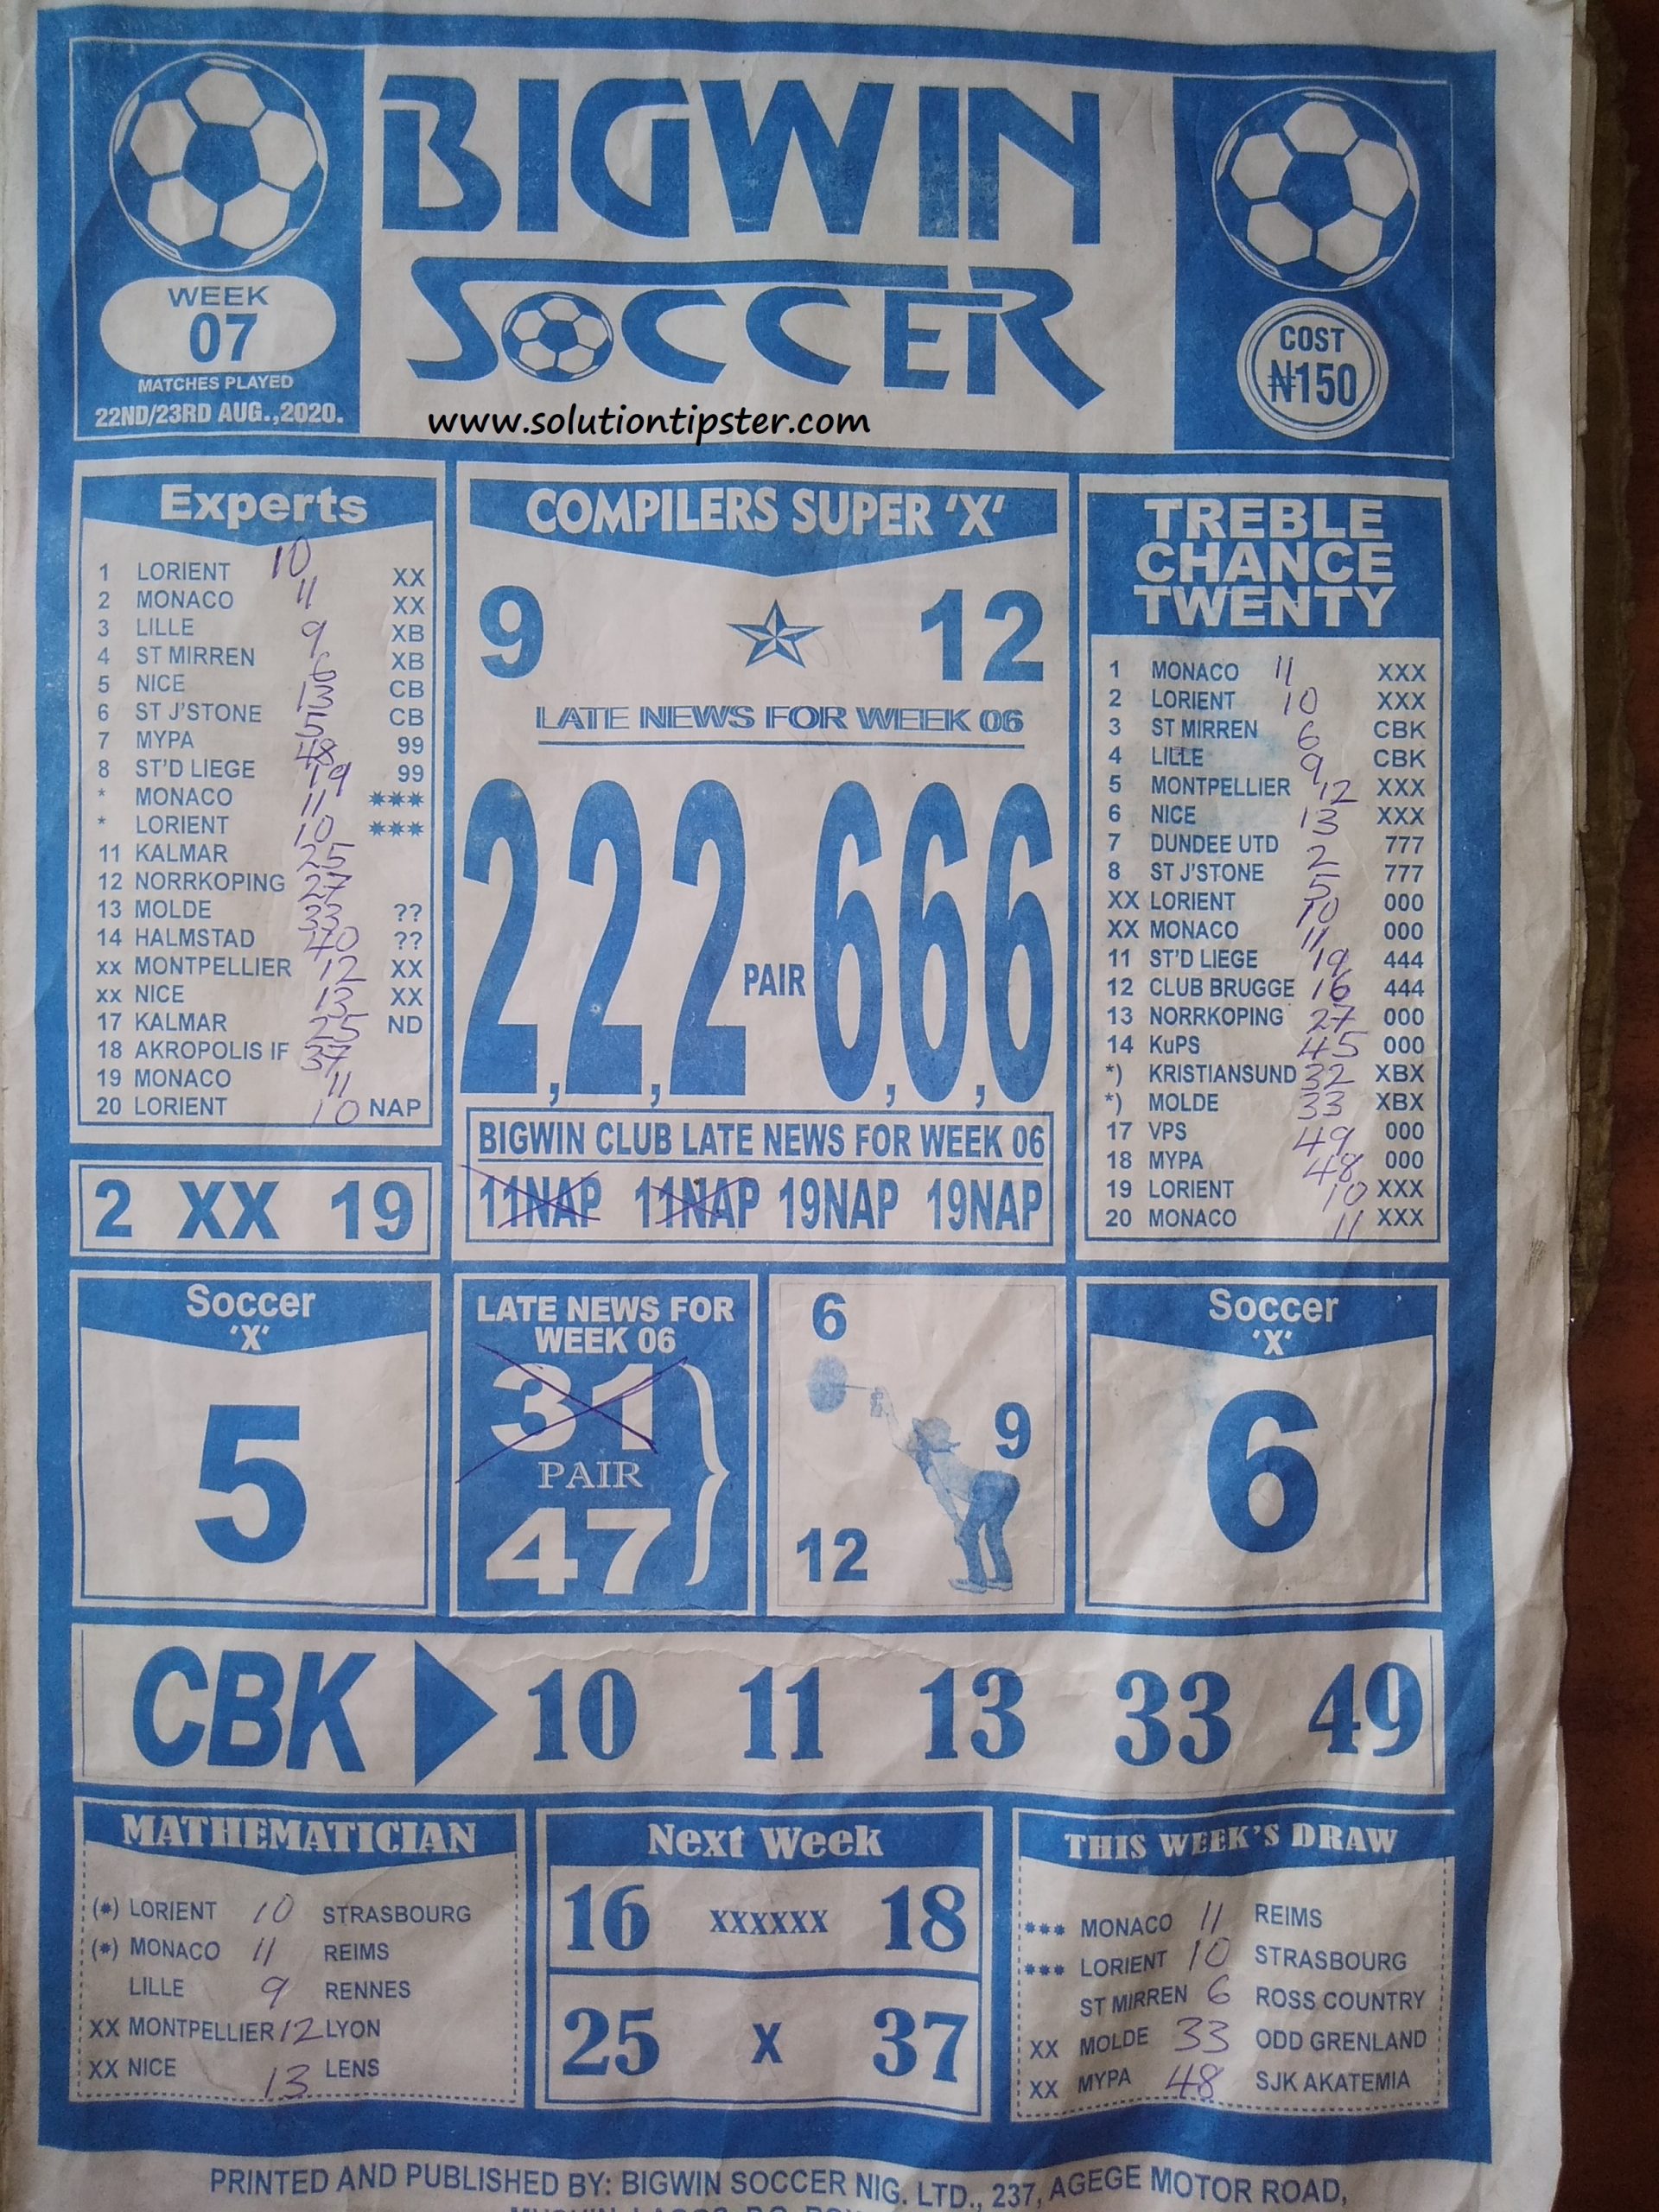 BIGWIN
SOCCER
WEEK
07
MATCHES PLAYED
22ND/23RD AUG.,2020.
COST
₦150
www.solutiontipster.com
Experts
1 LORIENT 10 XX
2 MONACO 11 XX
3 LILLE 9 XB
4 ST MIRREN 6 XB
5 NICE 13 CB
6 ST J'STONE 5 CB
7 MYPA 48 99
8 ST'D LIEGE 19 99
* MONACO 11 ***
* LORIENT 10 ***
11 KALMAR 25
12 NORRKOPING 27
13 MOLDE 33 ??
14 HALMSTAD 40 ??
xx MONTPELLIER 12 XX
xx NICE 13 XX
17 KALMAR 25 ND
18 AKROPOLIS IF 37
19 MONACO 11
20 LORIENT 10 NAP
2 XX 19
COMPILERS SUPER 'X'
9 12
LATE NEWS FOR WEEK 06
2,2,2 PAIR 6,6,6
BIGWIN CLUB LATE NEWS FOR WEEK 06
11NAP 11NAP 19NAP 19NAP
TREBLE
CHANCE
TWENTY
1 MONACO 11 XXX
2 LORIENT 10 XXX
3 ST MIRREN 6 CBK
4 LILLE 9 CBK
5 MONTPELLIER 12 XXX
6 NICE 13 XXX
7 DUNDEE UTD 2 777
8 ST J'STONE 5 777
XX LORIENT 10 000
XX MONACO 11 000
11 ST'D LIEGE 19 444
12 CLUB BRUGGE 16 444
13 NORRKOPING 27 000
14 KuPS 45 000
*) KRISTIANSUND 32 XBX
*) MOLDE 33 XBX
17 VPS 49 000
18 MYPA 48 000
19 LORIENT 10 XXX
20 MONACO 11 XXX
Soccer
'X'
5
LATE NEWS FOR
WEEK 06
31
PAIR
47
6
9
12
Soccer
'X'
6
CBK 10 11 13 33 49
MATHEMATICIAN
(*) LORIENT 10 STRASBOURG
(*) MONACO 11 REIMS
LILLE 9 RENNES
XX MONTPELLIER 12 LYON
XX NICE 13 LENS
Next Week
16 XXXXXX 18
25 X 37
THIS WEEK'S DRAW
*** MONACO 11 REIMS
*** LORIENT 10 STRASBOURG
ST MIRREN 6 ROSS COUNTRY
XX MOLDE 33 ODD GRENLAND
XX MYPA 48 SJK AKATEMIA
PRINTED AND PUBLISHED BY: BIGWIN SOCCER NIG. LTD., 237, AGEGE MOTOR ROAD,